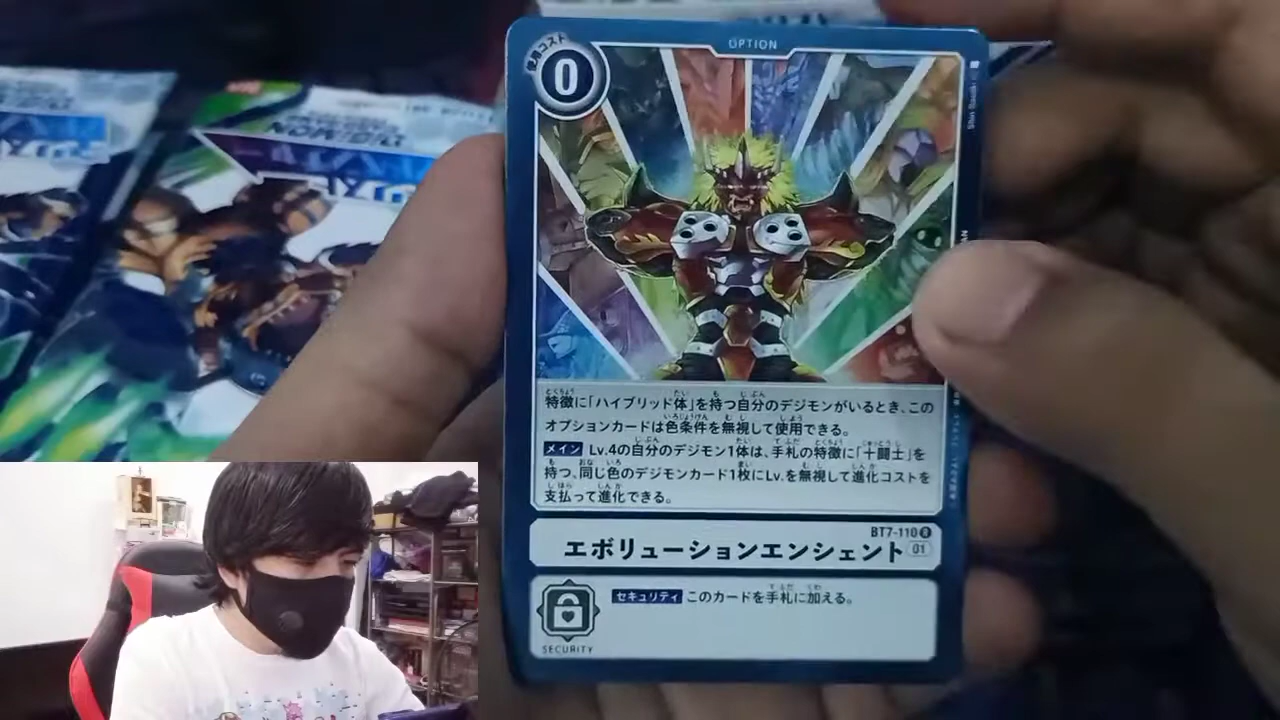 OPTION
使用コスト
0
特徴に「ハイブリッド体」を持つ自分のデジモンがいるとき、この
オプションカードは色条件を無視して使用できる。
メイン Lv.4の自分のデジモン1体は、手札の特徴に「十闘士」を
持つ、同じ色のデジモンカード1枚にLv.を無視して進化コストを
支払って進化できる。
BT7-110 R
エボリューションエンシェント 01
セキュリティ このカードを手札に加える。
SECURITY